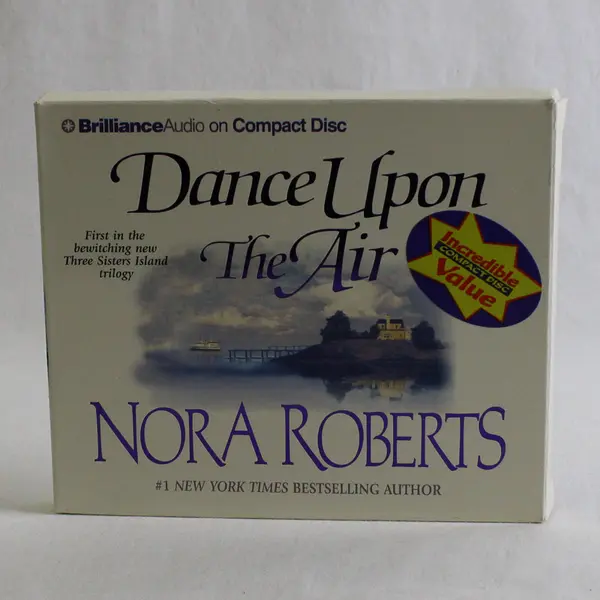 BrillianceAudio on Compact Disc
Dance Upon
The Air
First in the
bewitching new
Three Sisters Island
trilogy
Incredible
COMPACT DISC
Value
NORA ROBERTS
#1 NEW YORK TIMES BESTSELLING AUTHOR